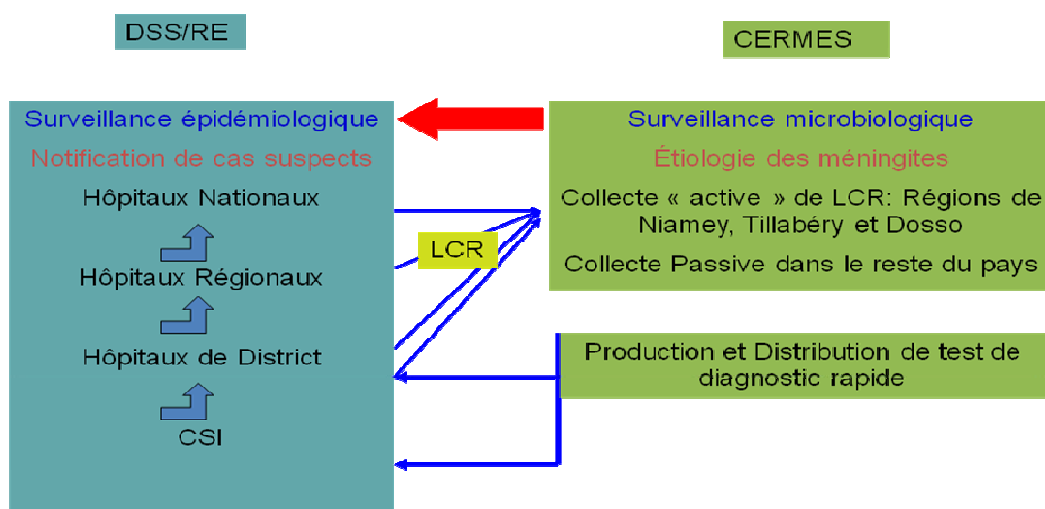 DSS/RE
CERMES
Surveillance épidémiologique
Notification de cas suspects
Hôpitaux Nationaux
Hôpitaux Régionaux
Hôpitaux de District
CSI
LCR
Surveillance microbiologique
Étiologie des méningites
Collecte « active » de LCR: Régions de
Niamey, Tillabéry et Dosso
Collecte Passive dans le reste du pays
Production et Distribution de test de
diagnostic rapide